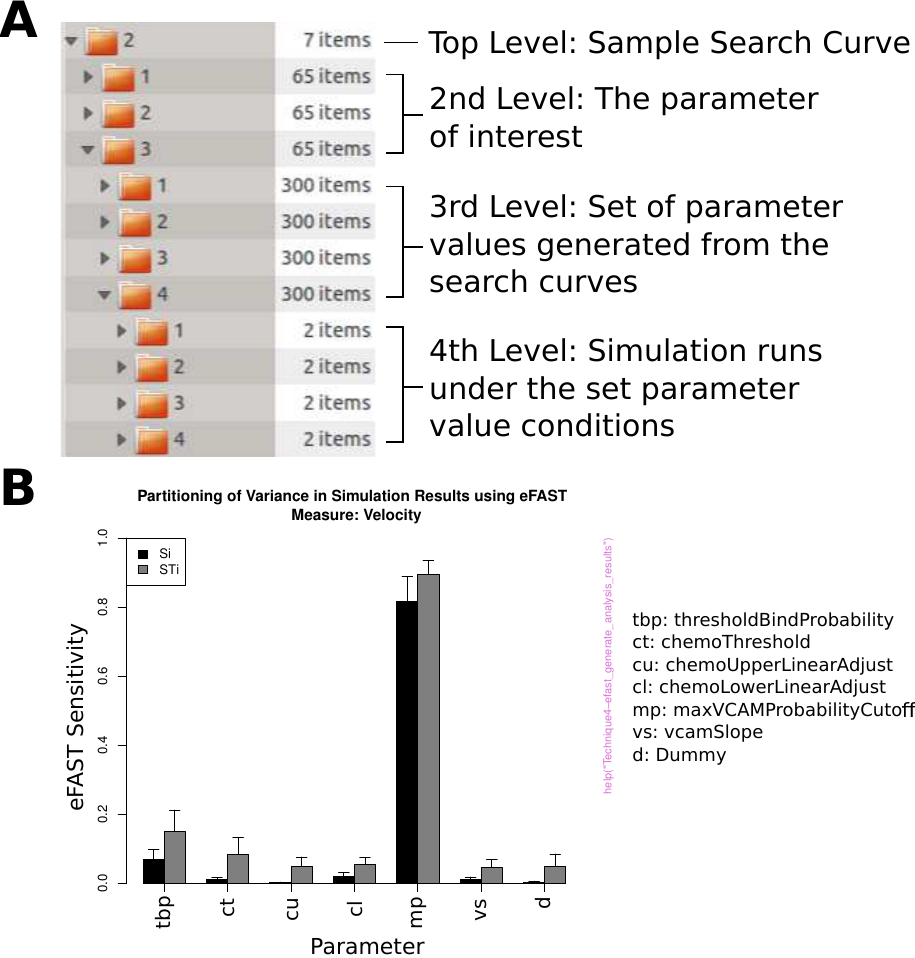 A
2 7 items
1 65 items
2 65 items
3 65 items
1 300 items
2 300 items
3 300 items
4 300 items
1 2 items
2 2 items
3 2 items
4 2 items
Top Level: Sample Search Curve
2nd Level: The parameter
of interest
3rd Level: Set of parameter
values generated from the
search curves
4th Level: Simulation runs
under the set parameter
value conditions
B
Partitioning of Variance in Simulation Results using eFAST
Measure: Velocity
Si
STi
eFAST Sensitivity
1.0
0.8
0.6
0.4
0.2
0.0
tbp ct cu cl mp vs d
Parameter
help("Technique4−efast_generate_analysis_results")
tbp: thresholdBindProbability
ct: chemoThreshold
cu: chemoUpperLinearAdjust
cl: chemoLowerLinearAdjust
mp: maxVCAMProbabilityCutoff
vs: vcamSlope
d: Dummy